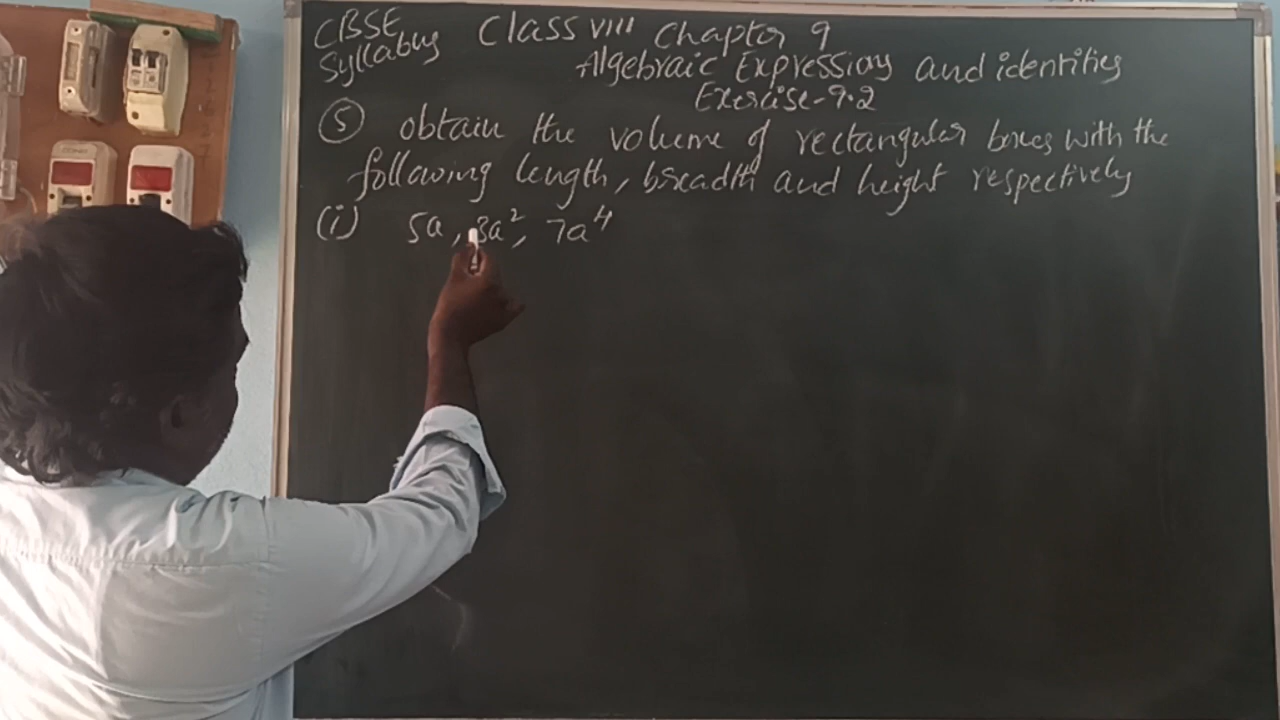 CBSE Syllabus Class VIII Chapter 9
Algebraic Expressions and identities
Exercise-9.2
5 obtain the volume of rectangular boxes with the
following length, breadth and height respectively
(i) 5a, 3a², 7a⁴